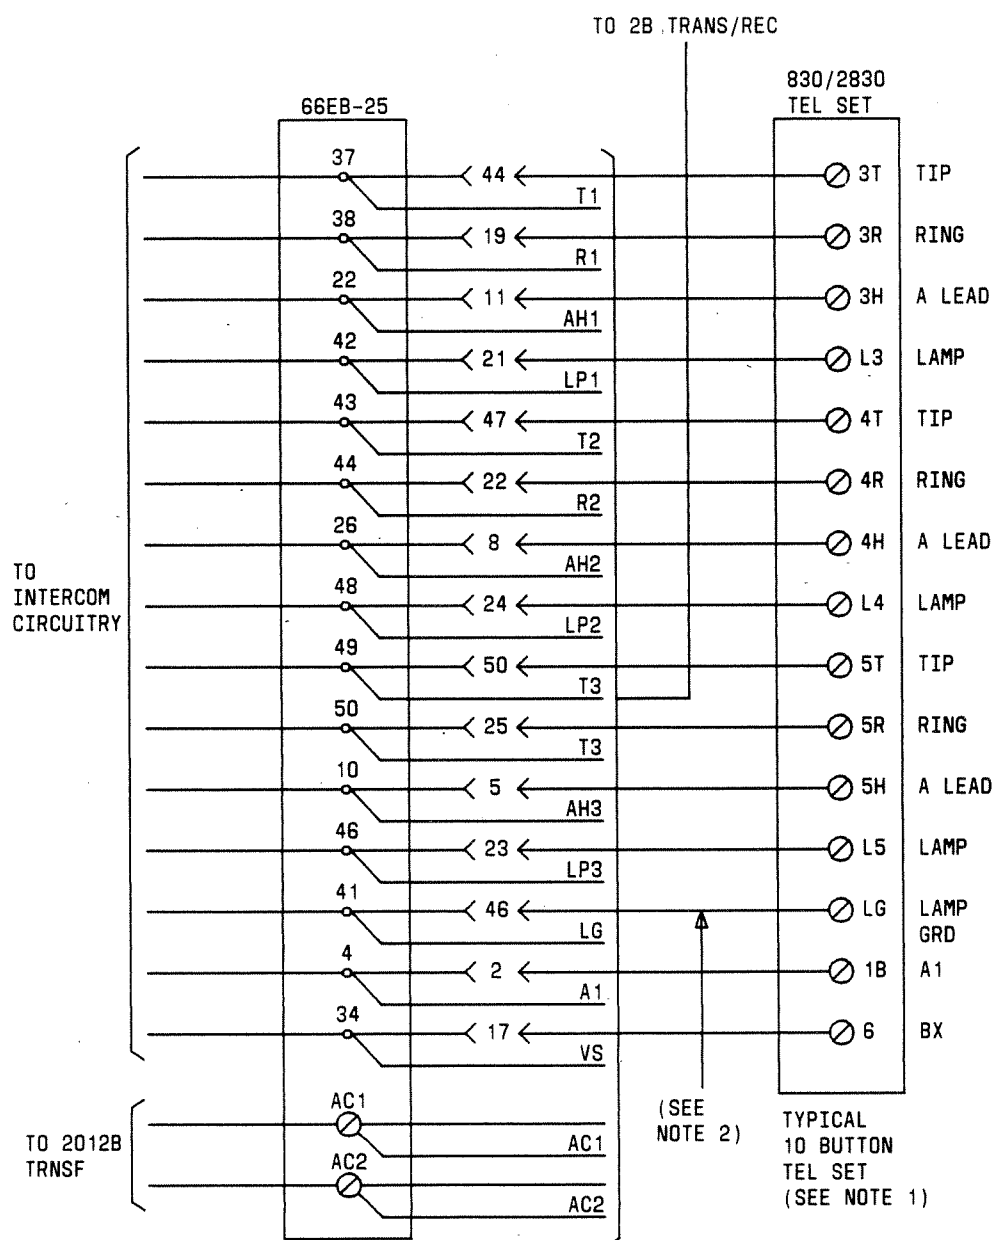 TO 2B TRANS/REC
830/2830
TEL SET
66EB-25
37 44 3T TIP
T1
38 19 3R RING
R1
22 11 3H A LEAD
AH1
42 21 L3 LAMP
LP1
43 47 4T TIP
T2
44 22 4R RING
R2
26 8 4H A LEAD
AH2
TO
INTERCOM
CIRCUITRY
48 24 L4 LAMP
LP2
49 50 5T TIP
T3
50 25 5R RING
T3
10 5 5H A LEAD
AH3
46 23 L5 LAMP
LP3
41 46 LG LAMP
GRD
LG
4 2 1B A1
A1
34 17 6 BX
VS
(SEE
NOTE 2)
TO 2012B
TRNSF
AC1
AC1
AC2
AC2
TYPICAL
10 BUTTON
TEL SET
(SEE NOTE 1)